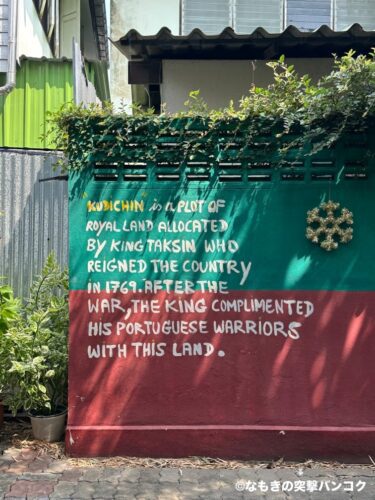 "KUDICHIN" is a PLOT OF
ROYAL LAND ALLOCATED
BY KING TAKSIN WHO
REIGNED THE COUNTRY
IN 1769. AFTER THE
WAR, THE KING COMPLIMENTED
HIS PORTUGUESE WARRIORS
WITH THIS LAND.
©なもきの突撃バンコク